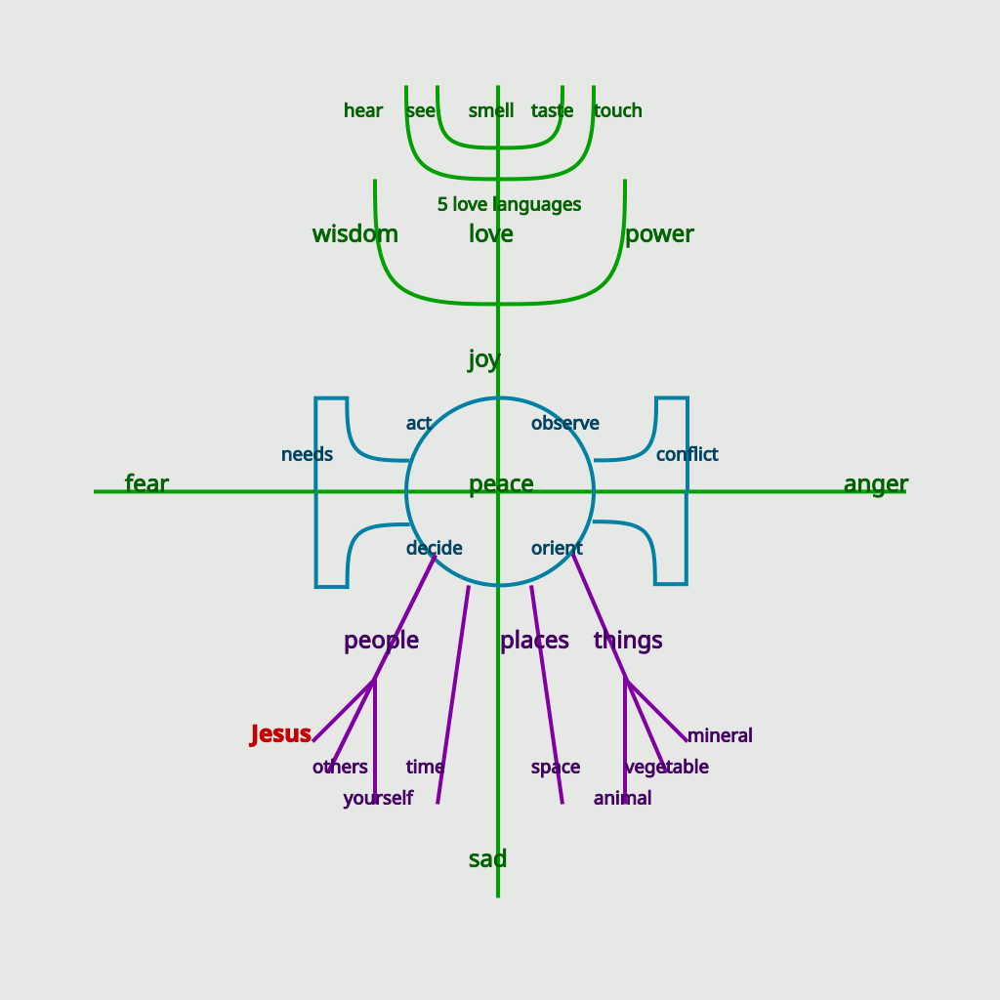 hear see smell taste touch
5 love languages
wisdom love power
joy
act observe
needs conflict
fear peace anger
decide orient
people places things
Jesus mineral
others time space vegetable
yourself animal
sad